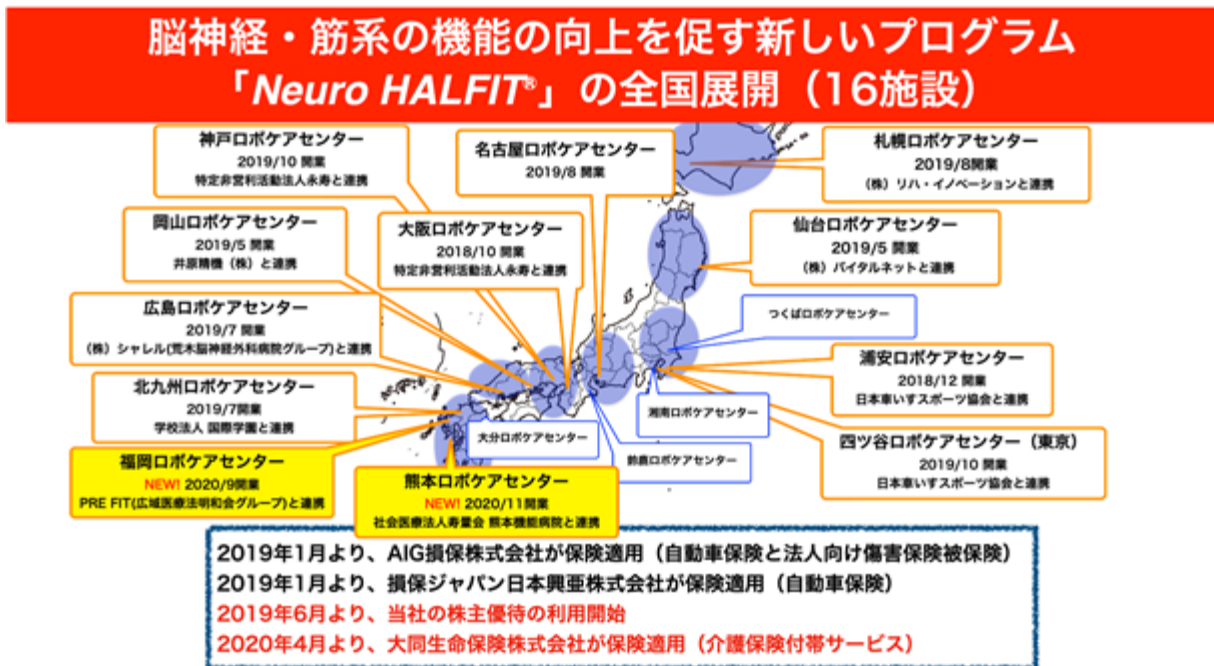 脳神経・筋系の機能の向上を促す新しいプログラム
「Neuro HALFIT®」の全国展開（16施設）
神戸ロボケアセンター
2019/10 開業
特定非営利活動法人永寿と連携
名古屋ロボケアセンター
2019/8 開業
札幌ロボケアセンター
2019/8開業
（株）リハ・イノベーションと連携
岡山ロボケアセンター
2019/5 開業
井原精機（株）と連携
大阪ロボケアセンター
2018/10 開業
特定非営利活動法人永寿と連携
仙台ロボケアセンター
2019/5 開業
（株）バイタルネットと連携
広島ロボケアセンター
2019/7 開業
（株）シャレル(荒木脳神経外科病院グループ)と連携
つくばロボケアセンター
浦安ロボケアセンター
2018/12 開業
日本車いすスポーツ協会と連携
北九州ロボケアセンター
2019/7開業
学校法人 国際学園と連携
湘南ロボケアセンター
大分ロボケアセンター
鈴鹿ロボケアセンター
四ツ谷ロボケアセンター（東京）
2019/10 開業
日本車いすスポーツ協会と連携
福岡ロボケアセンター
NEW! 2020/9開業
PRE FIT(広域医療法明和会グループ)と連携
熊本ロボケアセンター
NEW! 2020/11開業
社会医療法人寿量会 熊本機能病院と連携
2019年1月より、AIG損保株式会社が保険適用（自動車保険と法人向け傷害保険被保険）
2019年1月より、損保ジャパン日本興亜株式会社が保険適用（自動車保険）
2019年6月より、当社の株主優待の利用開始
2020年4月より、大同生命保険株式会社が保険適用（介護保険付帯サービス）